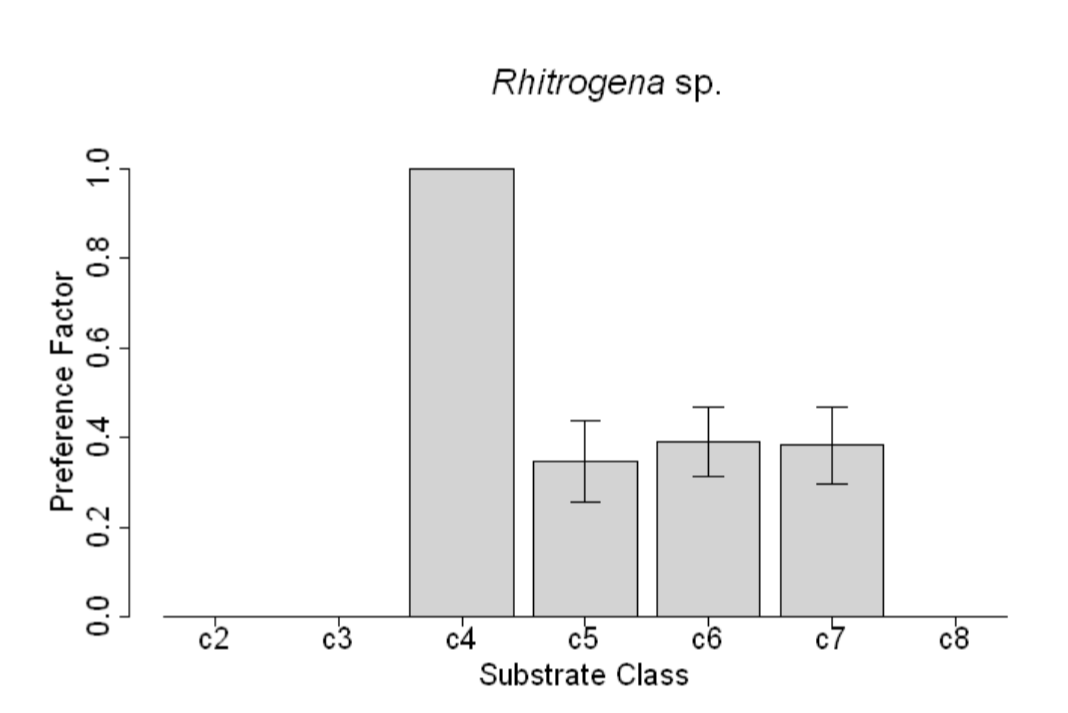 Rhitrogena sp.
Preference Factor
1.0
0.8
0.6
0.4
0.2
0.0
c2 c3 c4 c5 c6 c7 c8
Substrate Class